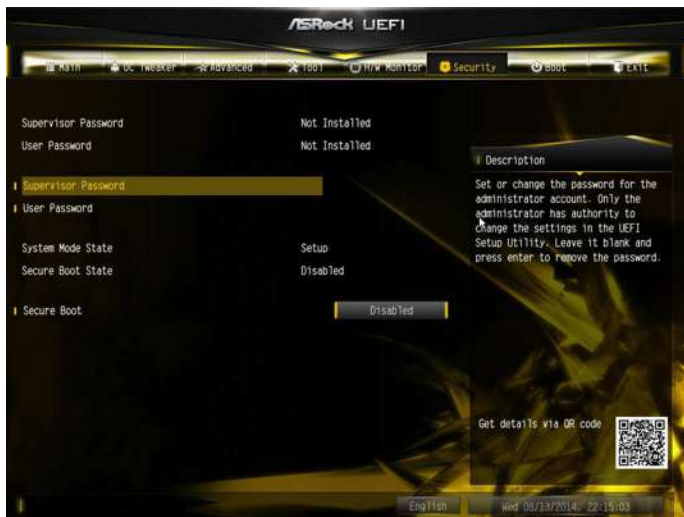 ASRock UEFI
Main OC Tweaker Advanced Tool H/W Monitor Security Boot Exit
Supervisor Password Not Installed
User Password Not Installed
Supervisor Password
User Password
System Mode State Setup
Secure Boot State Disabled
Secure Boot Disabled
Description
Set or change the password for the
administrator account. Only the
administrator has authority to
change the settings in the UEFI
Setup Utility. Leave it blank and
press enter to remove the password.
Get details via QR code
English Wed 08/13/2014. 22:15:03